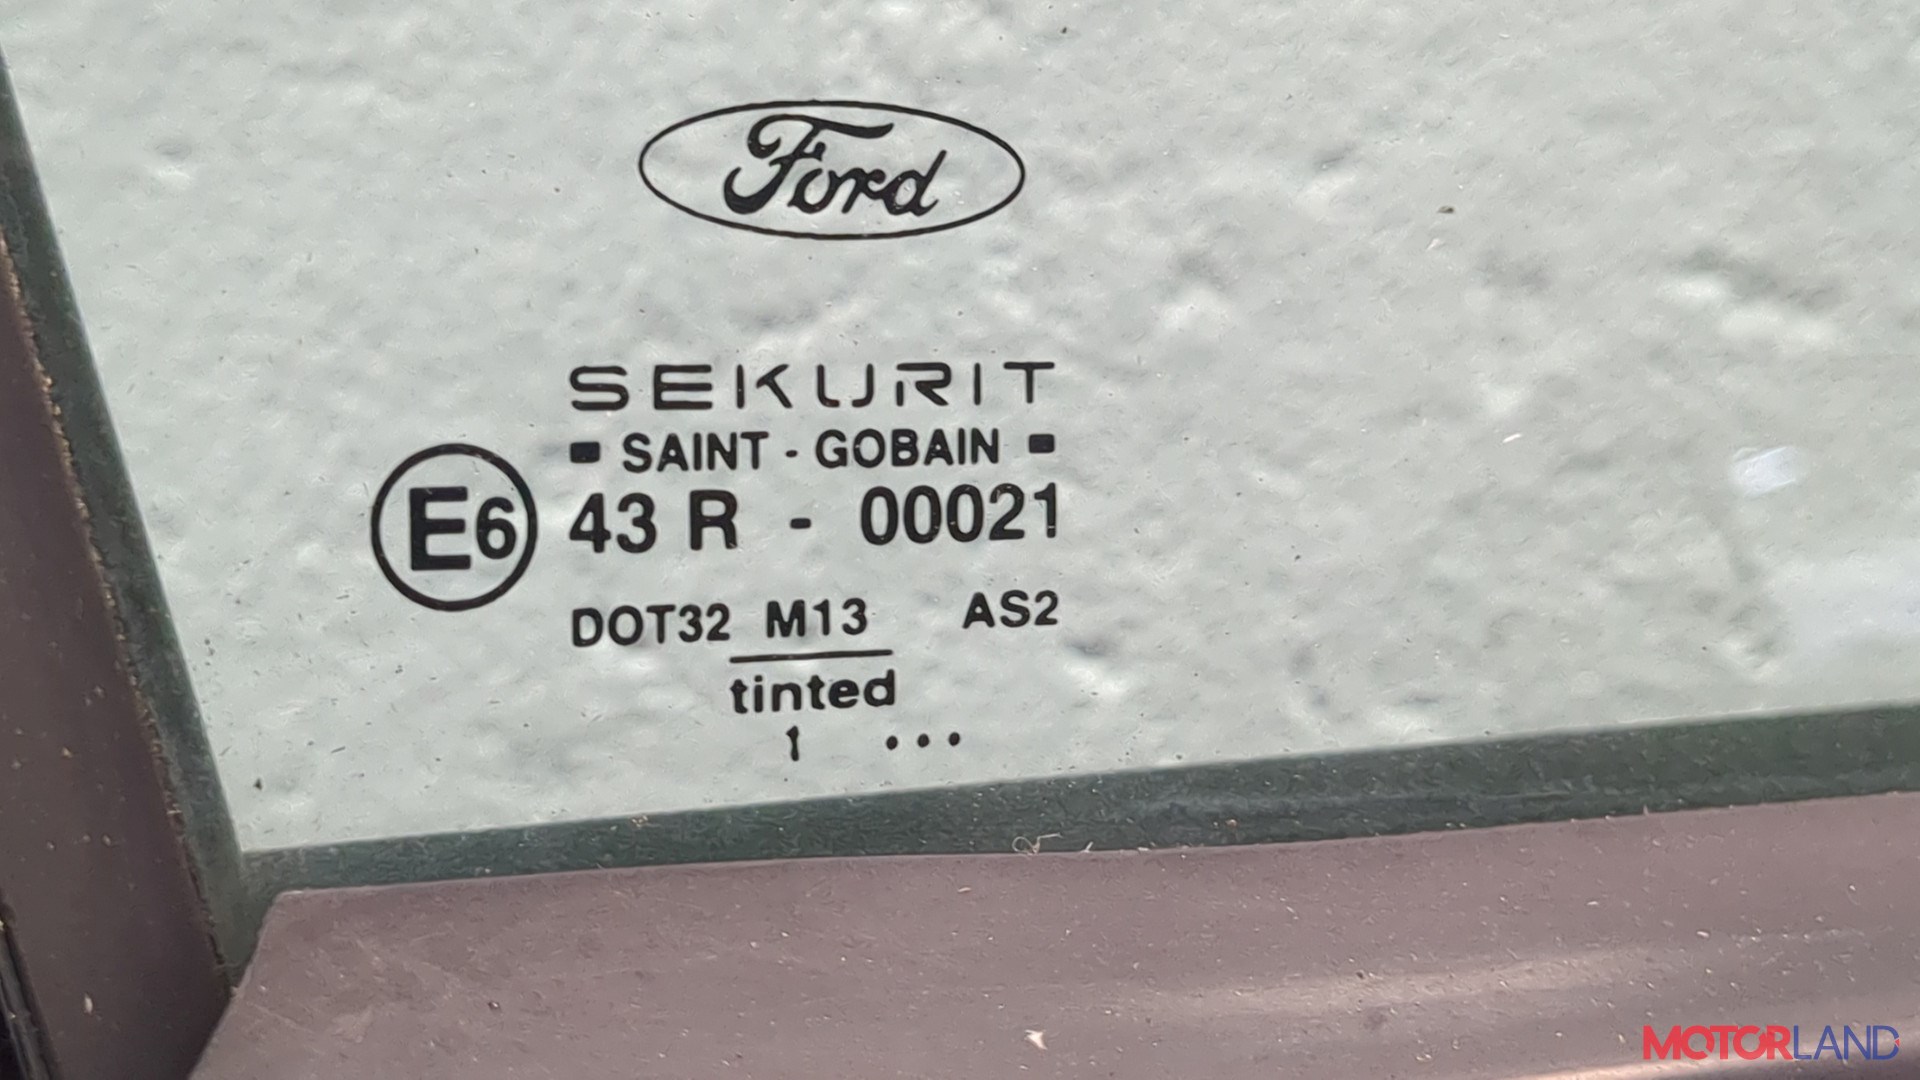 Ford
SEKURIT
▪ SAINT - GOBAIN ▪
E6 43 R - 00021
DOT32 M13 AS2
tinted
1 ...
MOTORLAND